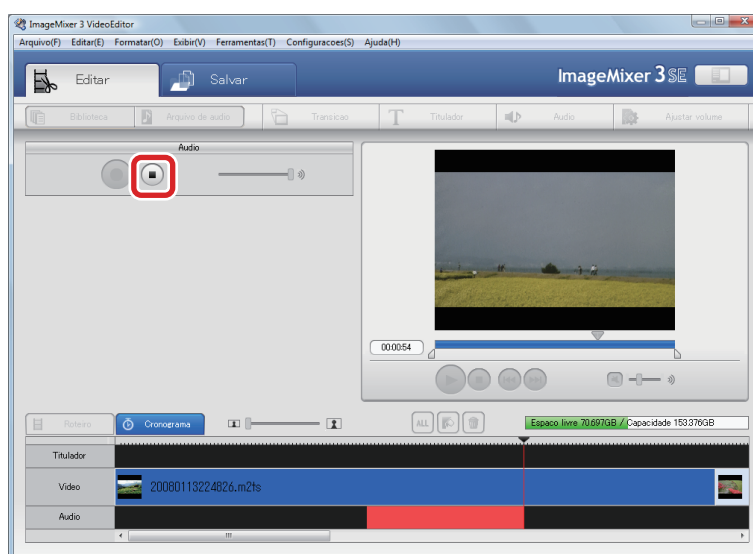 ImageMixer 3 VideoEditor
Arquivo(F) Editar(E) Formatar(O) Exibir(V) Ferramentas(T) Configuracoes(S) Ajuda(H)
Editar
Salvar
ImageMixer 3 SE
Biblioteca
Arquivo de audio
Transicao
Titulador
Audio
Ajustar volume
Audio
00:00:54
Roteiro
Cronograma
ALL
Espaco livre 70.697GB / Capacidade 153.376GB
Titulador
Video
20080113224826.m2ts
Audio